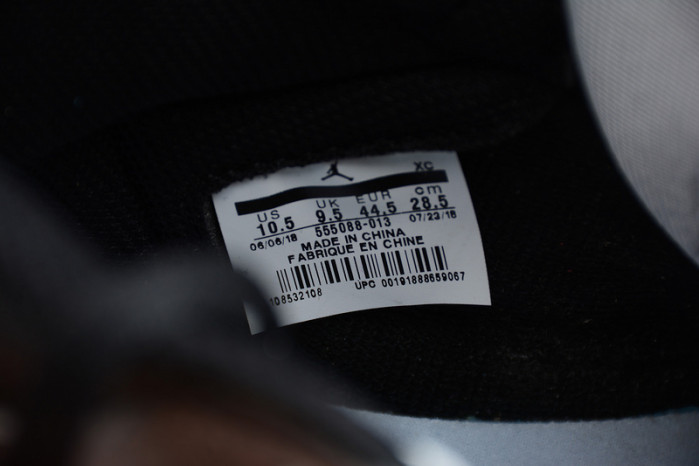 XC
US UK EUR cm
10.5 9.5 44.5 28.5
06/06/18 555088-013 07/23/18
MADE IN CHINA
FABRIQUE EN CHINE
108532108 UPC 00191888659067